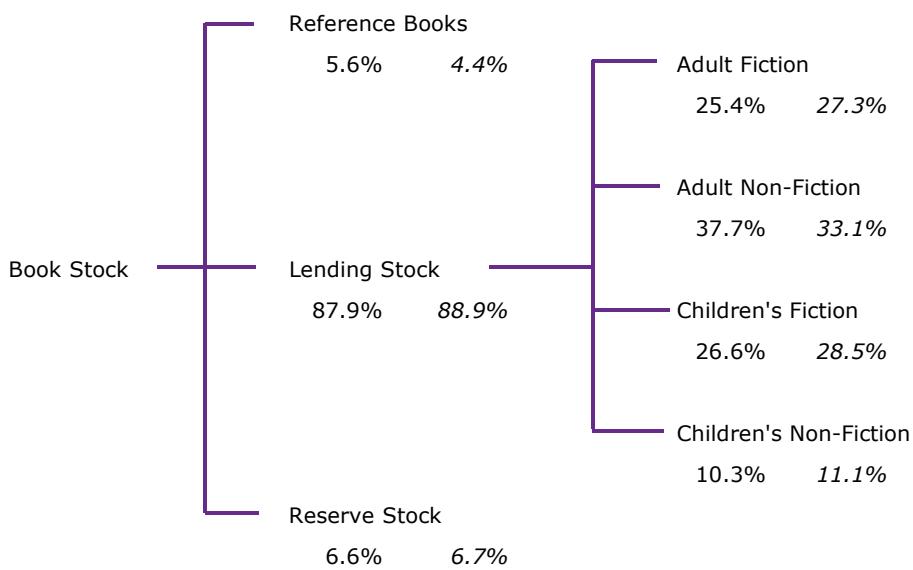 Reference Books
5.6% 4.4%
Adult Fiction
25.4% 27.3%
Adult Non-Fiction
37.7% 33.1%
Book Stock
Lending Stock
87.9% 88.9%
Children's Fiction
26.6% 28.5%
Children's Non-Fiction
10.3% 11.1%
Reserve Stock
6.6% 6.7%